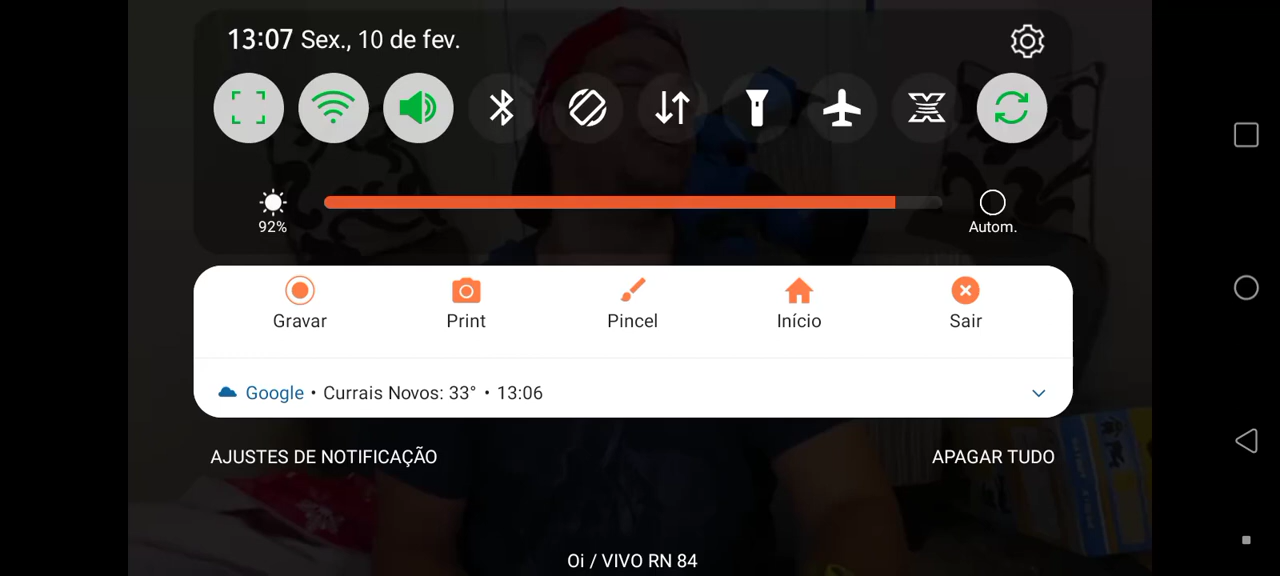 13:07 Sex., 10 de fev.
92%
Autom.
Gravar Print Pincel Início Sair
Google • Currais Novos: 33° • 13:06
AJUSTES DE NOTIFICAÇÃO APAGAR TUDO
Oi / VIVO RN 84